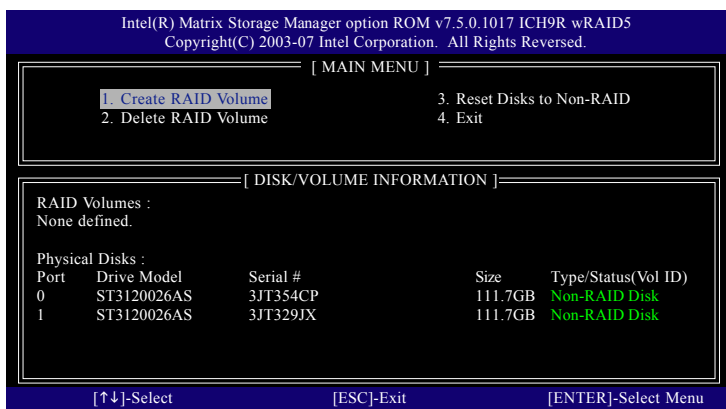 Intel(R) Matrix Storage Manager option ROM v7.5.0.1017 ICH9R wRAID5
Copyright(C) 2003-07 Intel Corporation. All Rights Reversed.
[ MAIN MENU ]
1. Create RAID Volume 3. Reset Disks to Non-RAID
2. Delete RAID Volume 4. Exit
[ DISK/VOLUME INFORMATION ]
RAID Volumes :
None defined.
Physical Disks :
Port Drive Model Serial # Size Type/Status(Vol ID)
0 ST3120026AS 3JT354CP 111.7GB Non-RAID Disk
1 ST3120026AS 3JT329JX 111.7GB Non-RAID Disk
[↑↓]-Select [ESC]-Exit [ENTER]-Select Menu